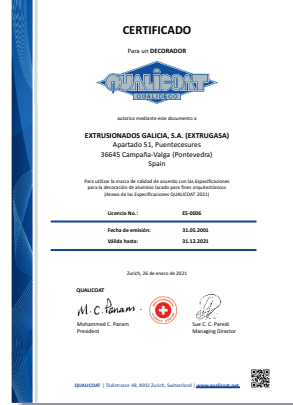 CERTIFICADO
Para un DECORADOR
QUALICOAT
QUALIDECO
autoriza mediante este documento a
EXTRUSIONADOS GALICIA, S.A. (EXTRUGASA)
Apartado 51, Puentecesures
36645 Campaña-Valga (Pontevedra)
Spain
Para utilizar la marca de calidad de acuerdo con las Especificaciones
para la decoración de aluminio lacado para fines arquitectónicos
(Anexo de las Especificaciones QUALICOAT 2021)
Licencia No.: ES-0006
Fecha de emisión: 31.05.2001
Válida hasta: 31.12.2021
Zurich, 26 de enero de 2021
QUALICOAT
M. C. Panam.
Mohammed C. Panam Sue C. C. Paredi
President Managing Director
QUALICOAT | Tödistrasse 48, 8002 Zurich, Switzerland | www.qualicoat.net